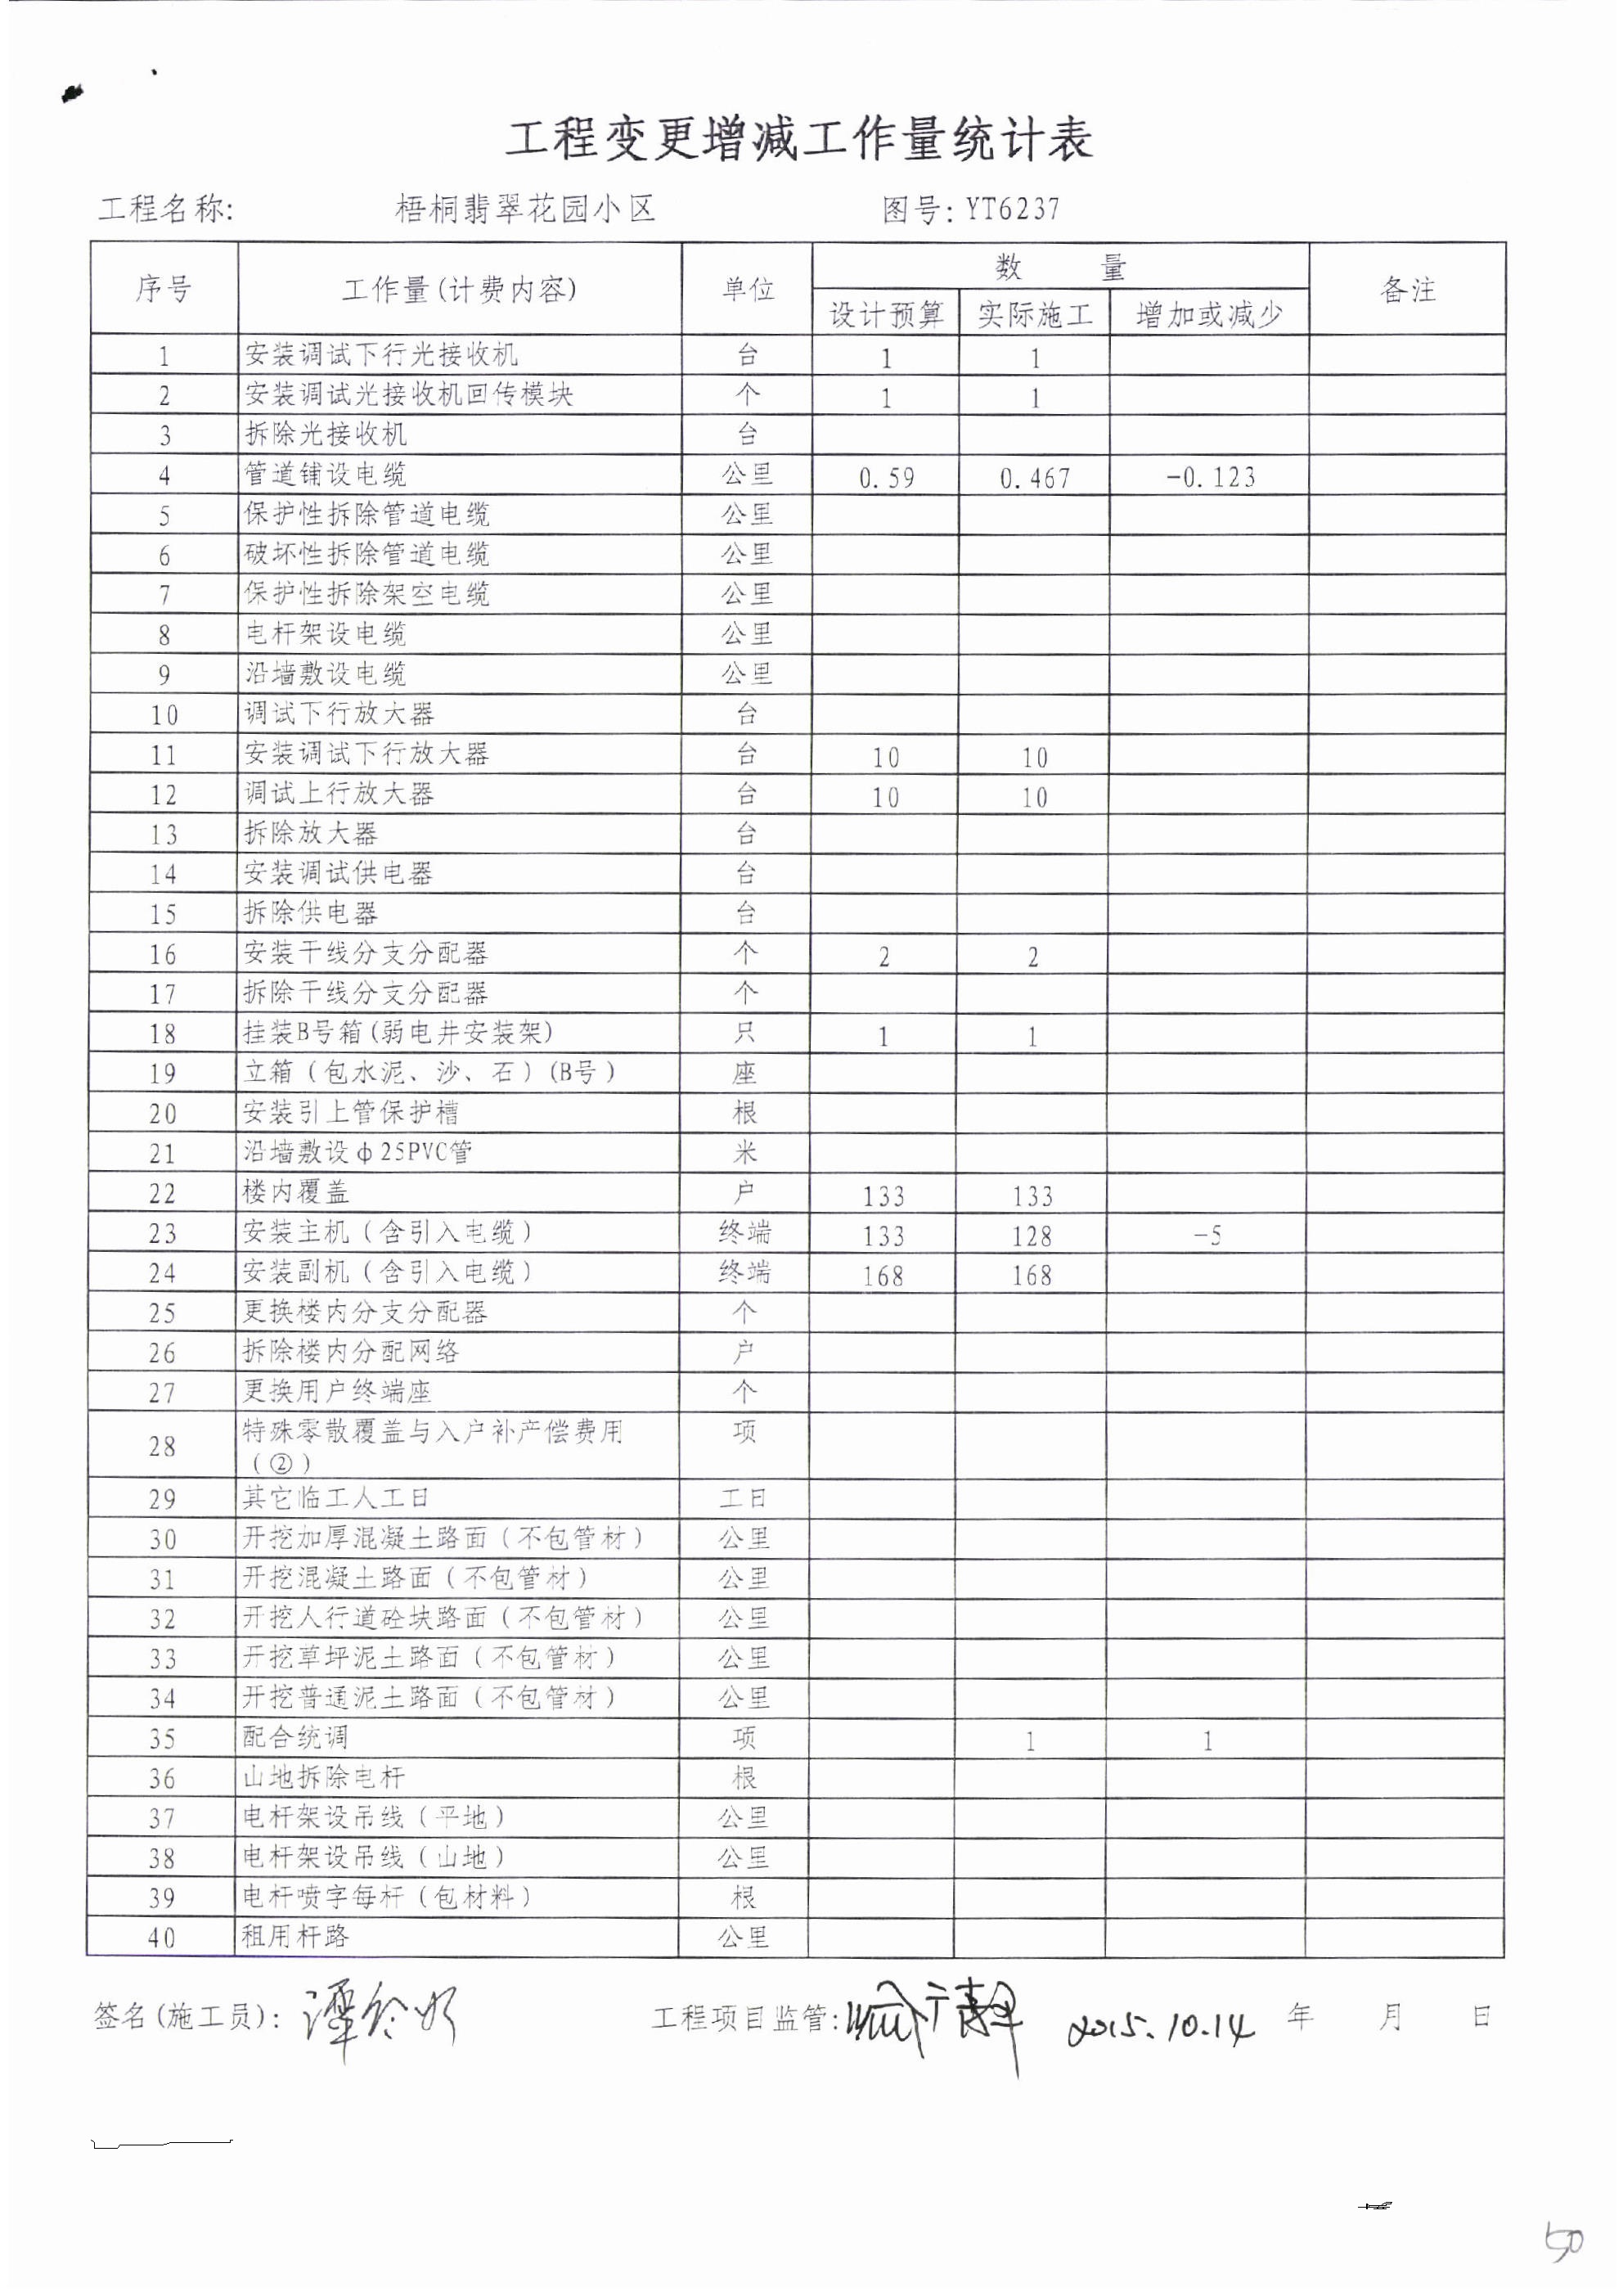 工程变更增减工作量统计表
工程名称: 梧桐翡翠花园小区 图号: YT6237
序号 工作量(计费内容) 单位 数量 备注
设计预算 实际施工 增加或减少
1 安装调试下行光接收机 台 1 1
2 安装调试光接收机回传模块 个 1 1
3 拆除光接收机 台
4 管道铺设电缆 公里 0.59 0.467 -0.123
5 保护性拆除管道电缆 公里
6 破坏性拆除管道电缆 公里
7 保护性拆除架空电缆 公里
8 电杆架设电缆 公里
9 沿墙敷设电缆 公里
10 调试下行放大器 台
11 安装调试下行放大器 台 10 10
12 调试上行放大器 台 10 10
13 拆除放大器 台
14 安装调试供电器 台
15 拆除供电器 台
16 安装干线分支分配器 个 2 2
17 拆除干线分支分配器 个
18 挂装B号箱(弱电井安装架) 只 1 1
19 立箱（包水泥、沙、石）(B号) 座
20 安装引上管保护槽 根
21 沿墙敷设φ25PVC管 米
22 楼内覆盖 户 133 133
23 安装主机（含引入电缆） 终端 133 128 -5
24 安装副机（含引入电缆） 终端 168 168
25 更换楼内分支分配器 个
26 拆除楼内分配网络 户
27 更换用户终端座 个
28 特殊零散覆盖与入户补产偿费用
（②） 项
29 其它临工人工日 工日
30 开挖加厚混凝土路面（不包管材） 公里
31 开挖混凝土路面（不包管材） 公里
32 开挖人行道砼块路面（不包管材） 公里
33 开挖草坪泥土路面（不包管材） 公里
34 开挖普通泥土路面（不包管材） 公里
35 配合统调 项 1 1
36 山地拆除电杆 根
37 电杆架设吊线（平地） 公里
38 电杆架设吊线（山地） 公里
39 电杆喷字每杆（包材料） 根
40 租用杆路 公里
签名(施工员): 工程项目监管: 2015.10.14 年 月 日
50